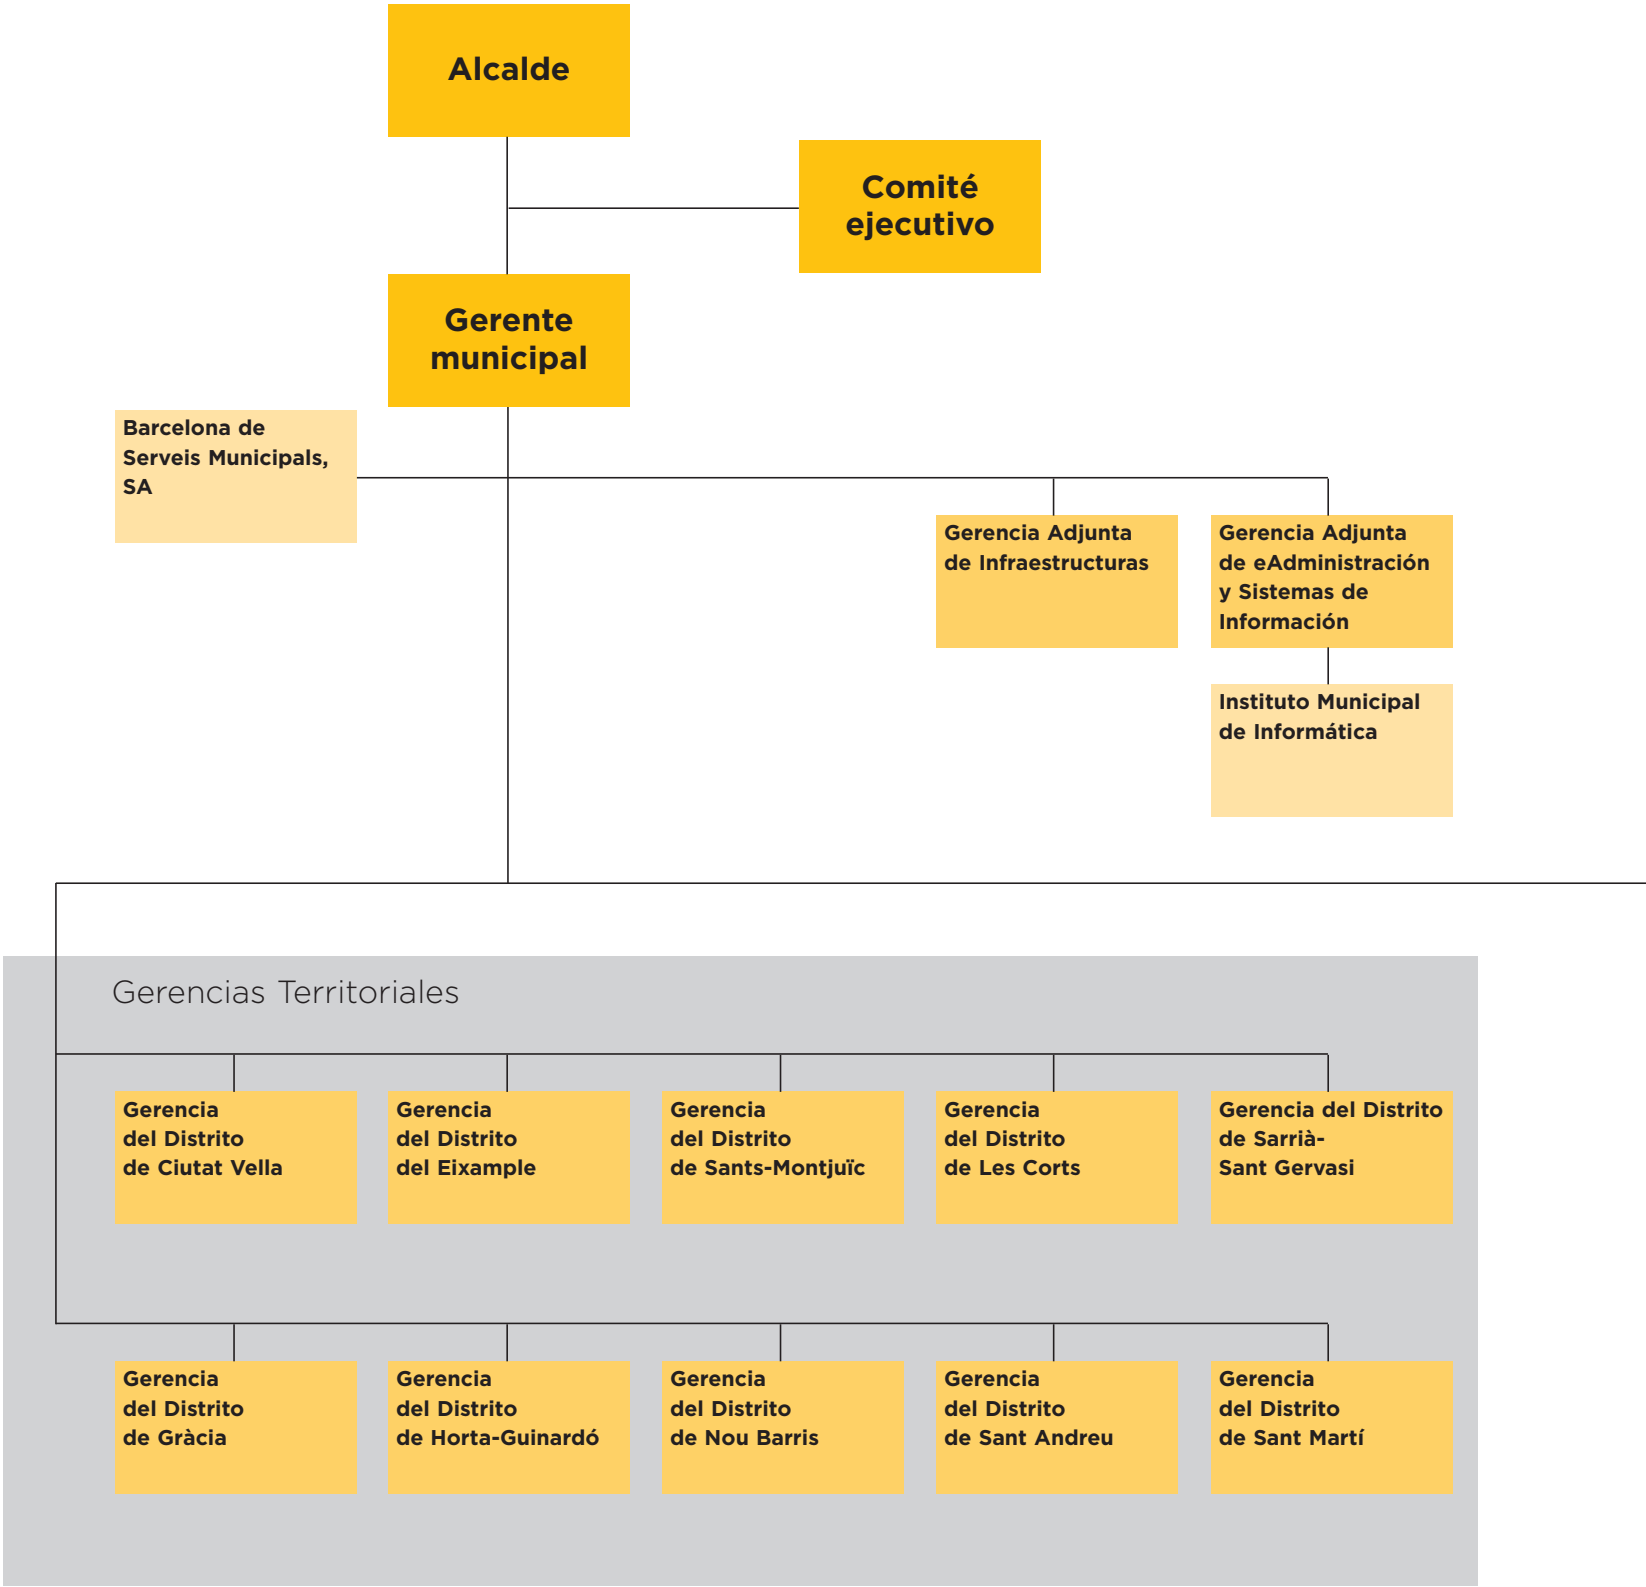 Alcalde
Comité
ejecutivo
Gerente
municipal
Barcelona de
Serveis Municipals,
SA
Gerencia Adjunta
de Infraestructuras
Gerencia Adjunta
de eAdministración
y Sistemas de
Información
Instituto Municipal
de Informática
Gerencias Territoriales
Gerencia
del Distrito
de Ciutat Vella
Gerencia
del Distrito
del Eixample
Gerencia
del Distrito
de Sants-Montjuïc
Gerencia
del Distrito
de Les Corts
Gerencia del Distrito
de Sarrià-
Sant Gervasi
Gerencia
del Distrito
de Gràcia
Gerencia
del Distrito
de Horta-Guinardó
Gerencia
del Distrito
de Nou Barris
Gerencia
del Distrito
de Sant Andreu
Gerencia
del Distrito
de Sant Martí